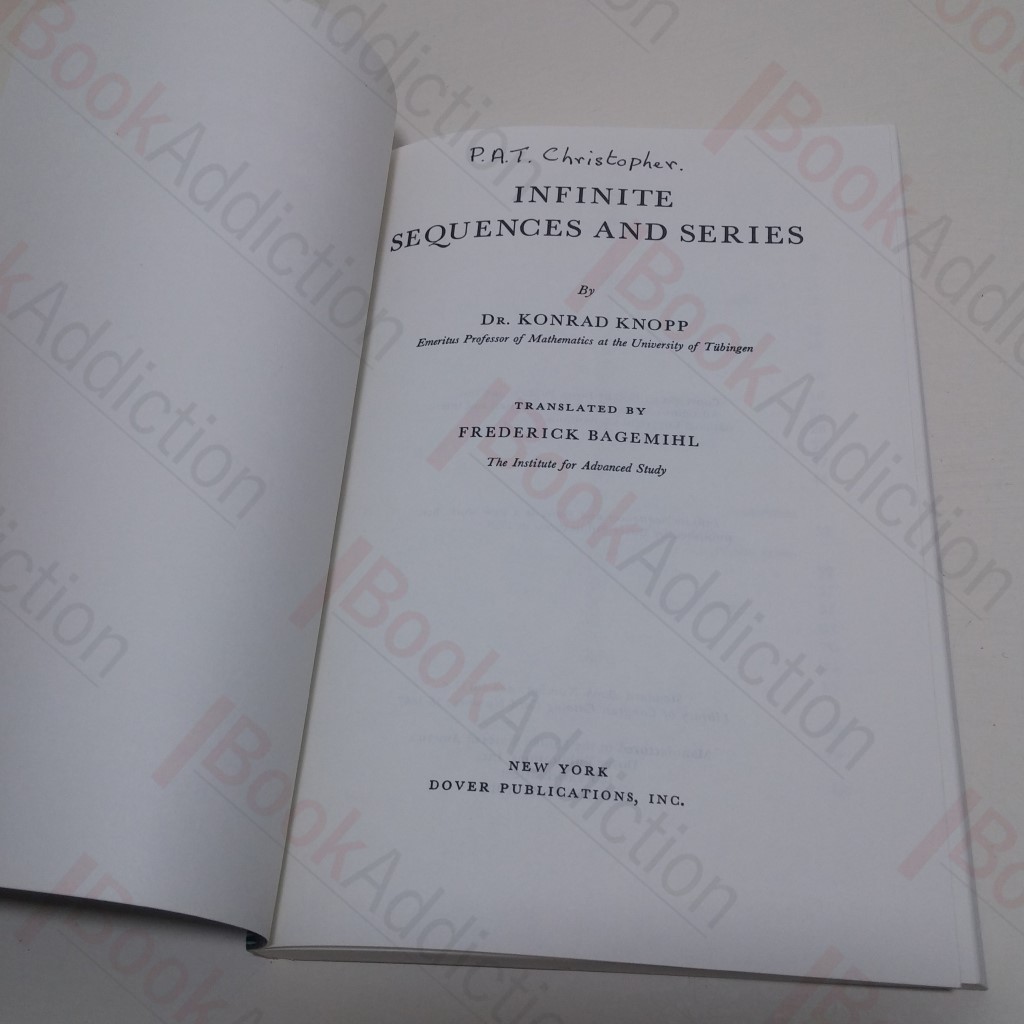 P.A.T. Christopher.
INFINITE
SEQUENCES AND SERIES
By
DR. KONRAD KNOPP
Emeritus Professor of Mathematics at the University of Tübingen
TRANSLATED BY
FREDERICK BAGEMIHL
The Institute for Advanced Study
NEW YORK
DOVER PUBLICATIONS, INC.
BookAddiction